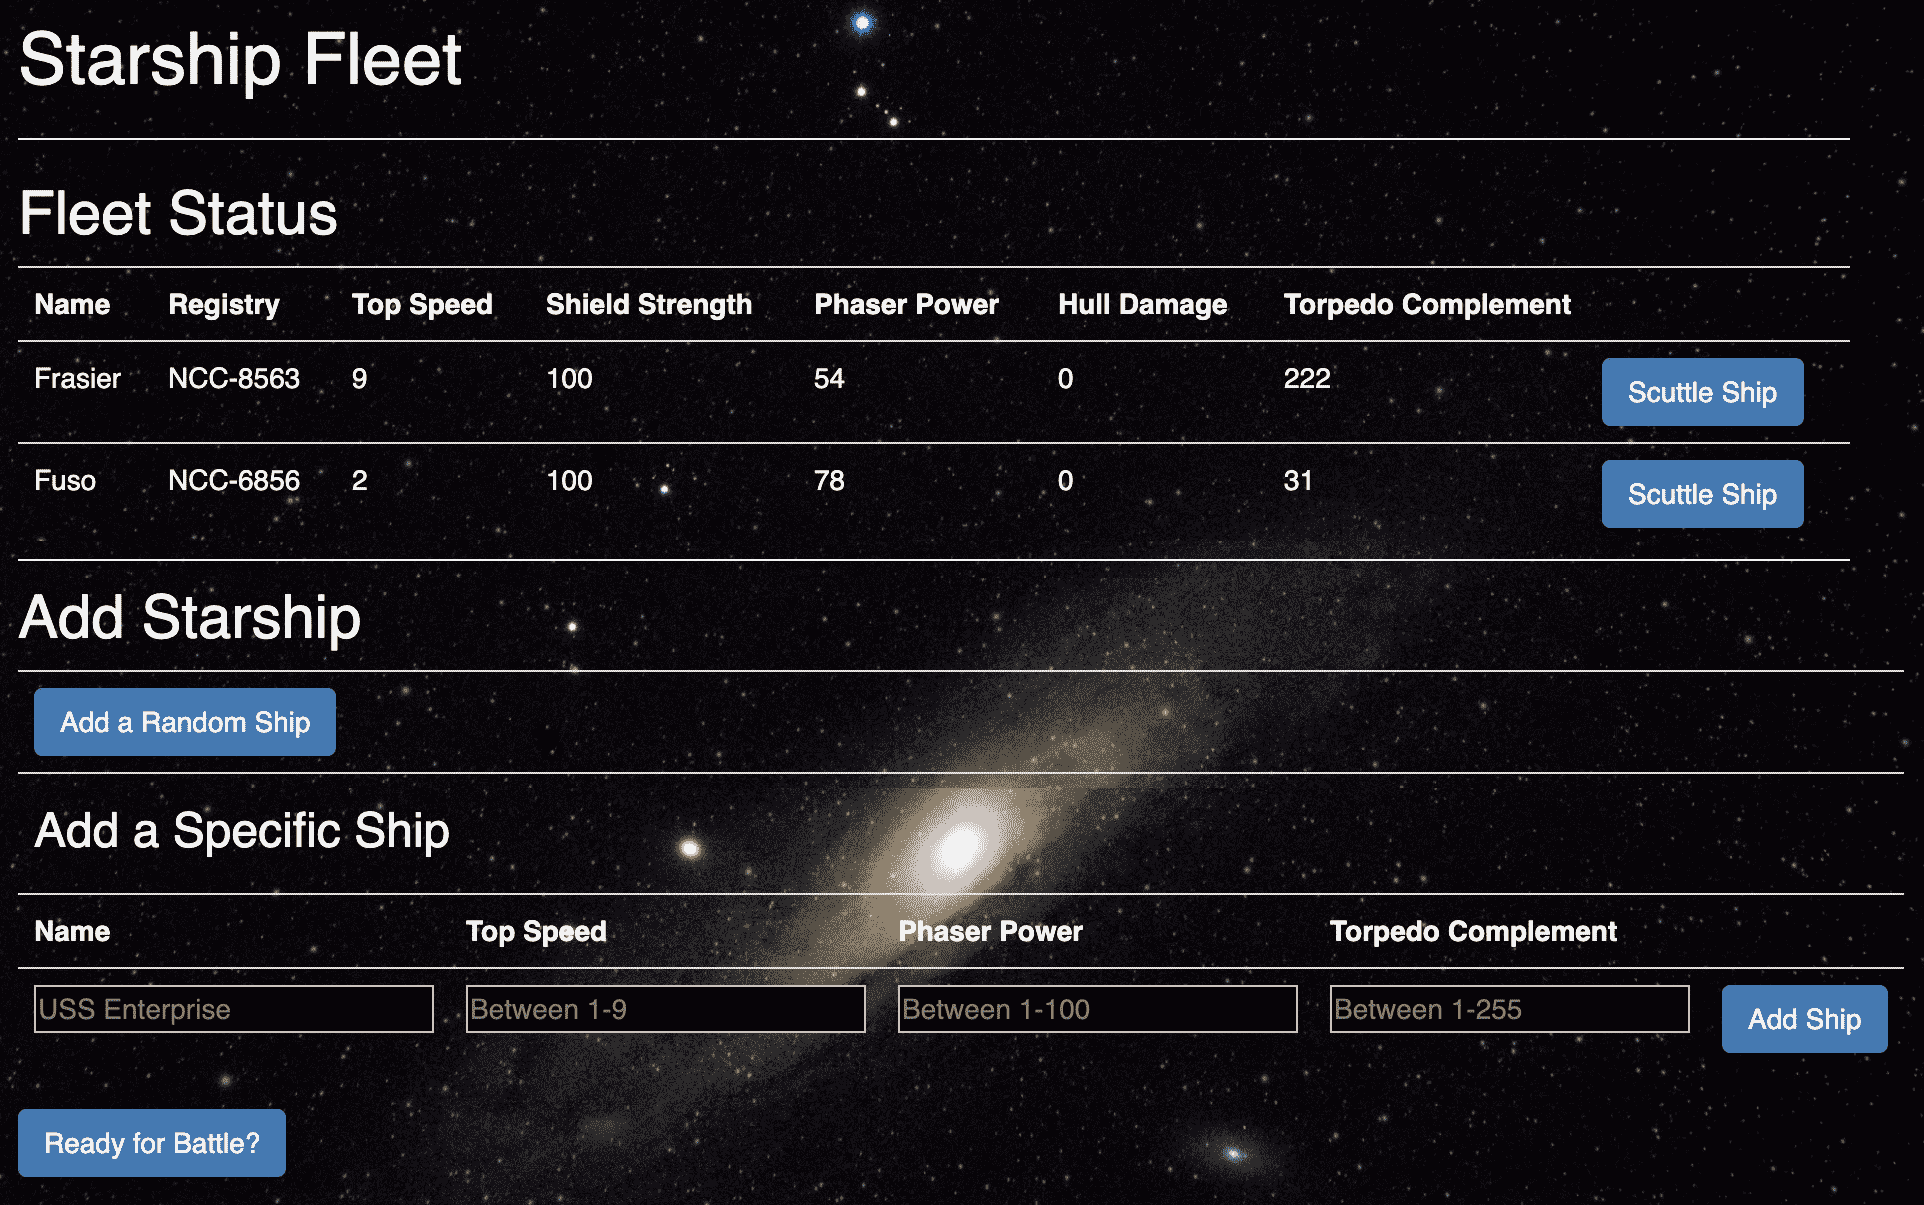 Starship Fleet
Fleet Status
Name Registry Top Speed Shield Strength Phaser Power Hull Damage Torpedo Complement
Frasier NCC-8563 9 100 54 0 222 Scuttle Ship
Fuso NCC-6856 2 100 78 0 31 Scuttle Ship
Add Starship
Add a Random Ship
Add a Specific Ship
Name Top Speed Phaser Power Torpedo Complement
USS Enterprise Between 1-9 Between 1-100 Between 1-255 Add Ship
Ready for Battle?